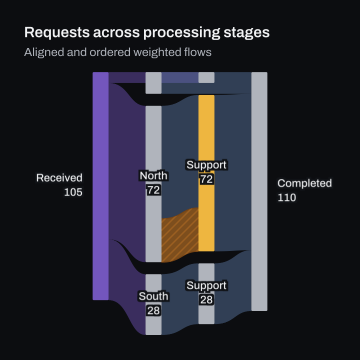 Requests across processing stages
Aligned and ordered weighted flows
Received
105
North
72
Support
72
Completed
110
South
28
Support
28